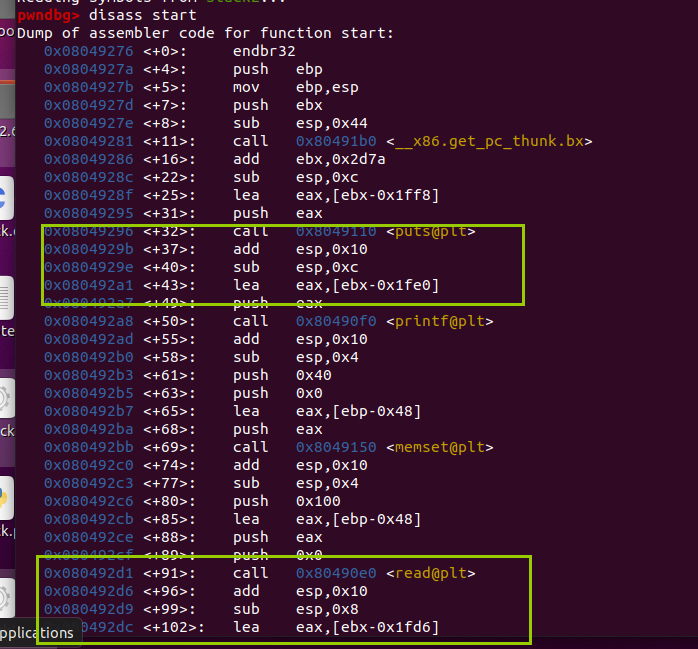 Reading symbols from stack2...
pwndbg> disass start
Dump of assembler code for function start:
0x08049276 <+0>: endbr32
0x0804927a <+4>: push ebp
0x0804927b <+5>: mov ebp,esp
0x0804927d <+7>: push ebx
0x0804927e <+8>: sub esp,0x44
0x08049281 <+11>: call 0x80491b0 <__x86.get_pc_thunk.bx>
0x08049286 <+16>: add ebx,0x2d7a
0x0804928c <+22>: sub esp,0xc
0x0804928f <+25>: lea eax,[ebx-0x1ff8]
0x08049295 <+31>: push eax
0x08049296 <+32>: call 0x8049110 <puts@plt>
0x0804929b <+37>: add esp,0x10
0x0804929e <+40>: sub esp,0xc
0x080492a1 <+43>: lea eax,[ebx-0x1fe0]
0x080492a7 <+49>: push eax
0x080492a8 <+50>: call 0x80490f0 <printf@plt>
0x080492ad <+55>: add esp,0x10
0x080492b0 <+58>: sub esp,0x4
0x080492b3 <+61>: push 0x40
0x080492b5 <+63>: push 0x0
0x080492b7 <+65>: lea eax,[ebp-0x48]
0x080492ba <+68>: push eax
0x080492bb <+69>: call 0x8049150 <memset@plt>
0x080492c0 <+74>: add esp,0x10
0x080492c3 <+77>: sub esp,0x4
0x080492c6 <+80>: push 0x100
0x080492cb <+85>: lea eax,[ebp-0x48]
0x080492ce <+88>: push eax
0x080492cf <+89>: push 0x0
0x080492d1 <+91>: call 0x80490e0 <read@plt>
0x080492d6 <+96>: add esp,0x10
0x080492d9 <+99>: sub esp,0x8
0x080492dc <+102>: lea eax,[ebx-0x1fd6]
pplications